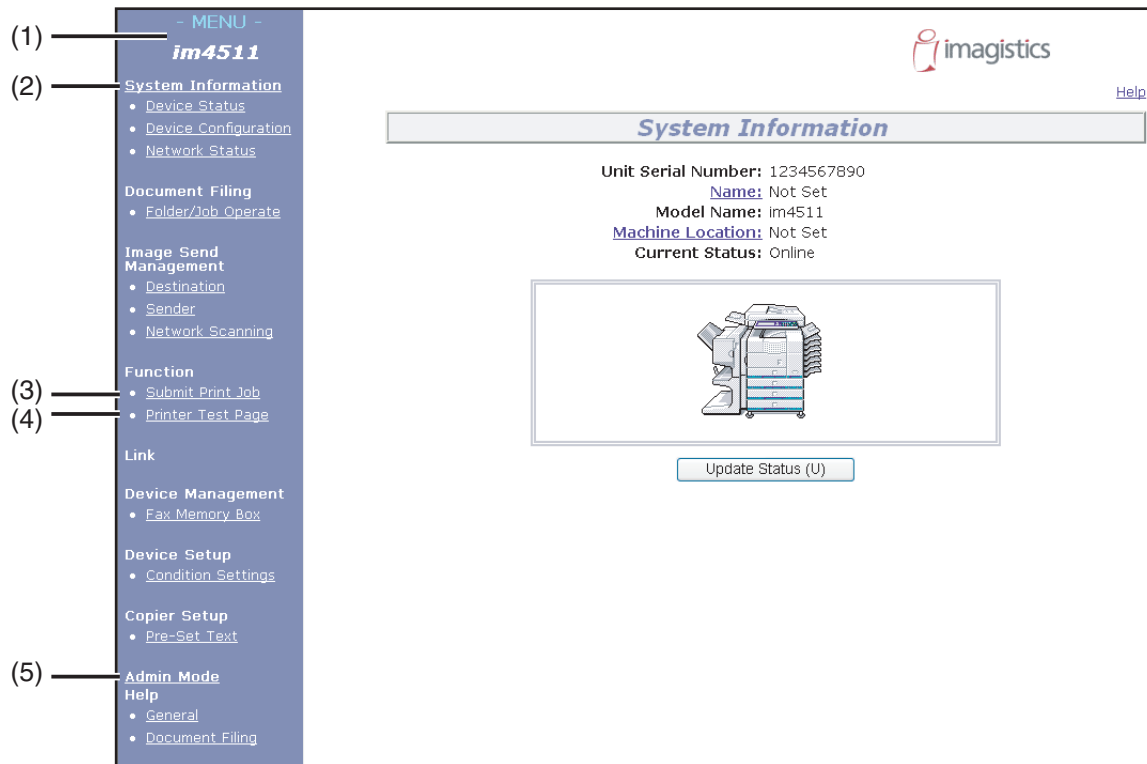 (1)
- MENU -
im4511
(2)
System Information
• Device Status
• Device Configuration
• Network Status
Document Filing
• Folder/Job Operate
Image Send
Management
• Destination
• Sender
• Network Scanning
Function
(3)
• Submit Print Job
(4)
• Printer Test Page
Link
Device Management
• Fax Memory Box
Device Setup
• Condition Settings
Copier Setup
• Pre-Set Text
(5)
Admin Mode
Help
• General
• Document Filing
imagistics
Help
System Information
Unit Serial Number: 1234567890
Name: Not Set
Model Name: im4511
Machine Location: Not Set
Current Status: Online
Update Status (U)